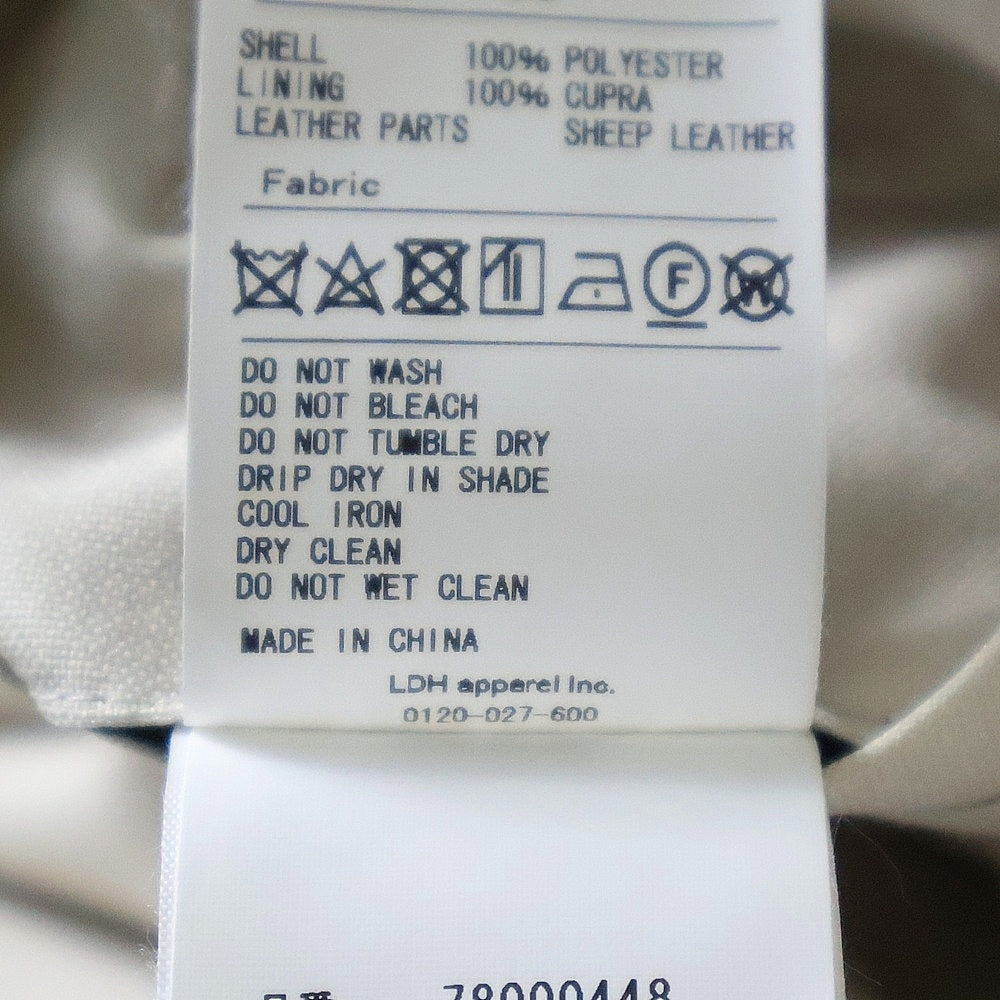 SHELL 100% POLYESTER
LINING 100% CUPRA
LEATHER PARTS SHEEP LEATHER
Fabric
F W
DO NOT WASH
DO NOT BLEACH
DO NOT TUMBLE DRY
DRIP DRY IN SHADE
COOL IRON
DRY CLEAN
DO NOT WET CLEAN
MADE IN CHINA
LDH apparel Inc.
0120-027-600